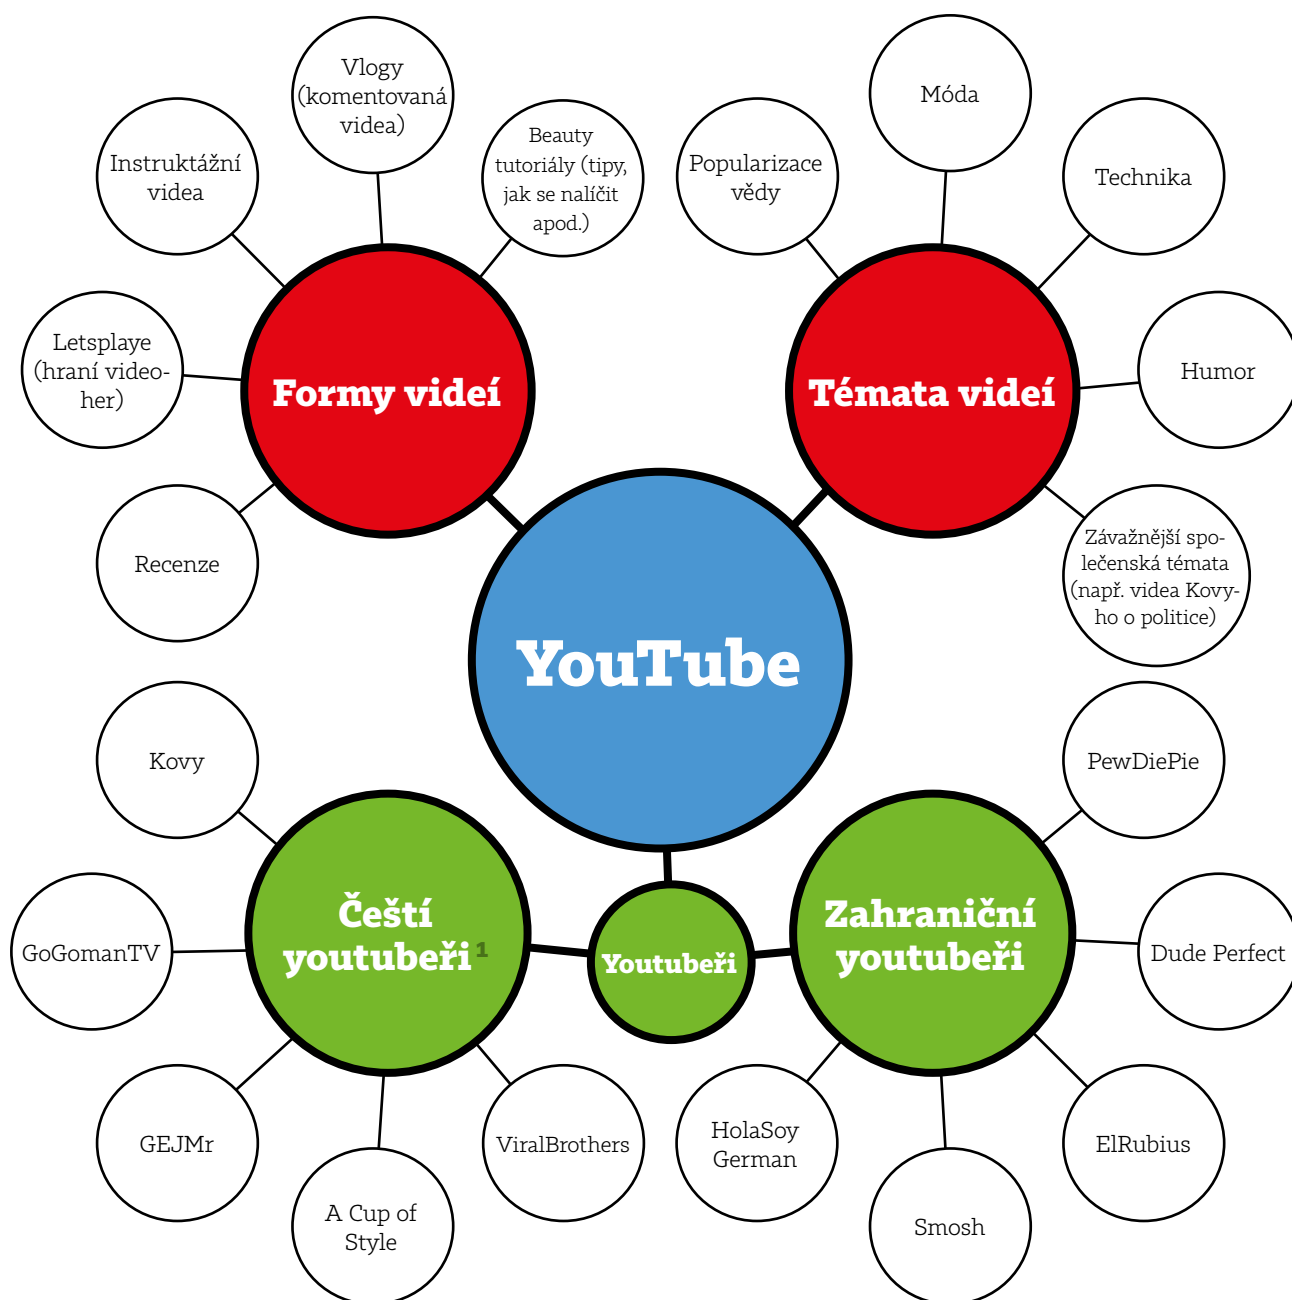 Vlogy
(komentovaná
videa)
Instruktážní
videa
Beauty
tutoriály (tipy,
jak se nalíčit
apod.)
Letsplaye
(hraní video-
her)
Formy videí
Recenze
Móda
Popularizace
vědy
Technika
Témata videí
Humor
Závažnější spo-
lečenská témata
(např. videa Kovy-
ho o politice)
YouTube
Kovy
GoGomanTV
Čeští
youtubeři 1
GEJMr
A Cup of
Style
ViralBrothers
Youtubeři
Zahraniční
youtubeři
PewDiePie
Dude Perfect
ElRubius
Smosh
HolaSoy
German